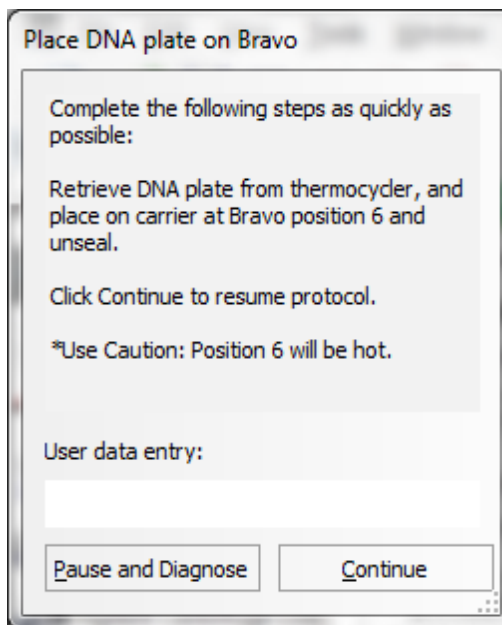 Place DNA plate on Bravo
Complete the following steps as quickly as
possible:
Retrieve DNA plate from thermocycler, and
place on carrier at Bravo position 6 and
unseal.
Click Continue to resume protocol.
*Use Caution: Position 6 will be hot.
User data entry:
Pause and Diagnose
Continue